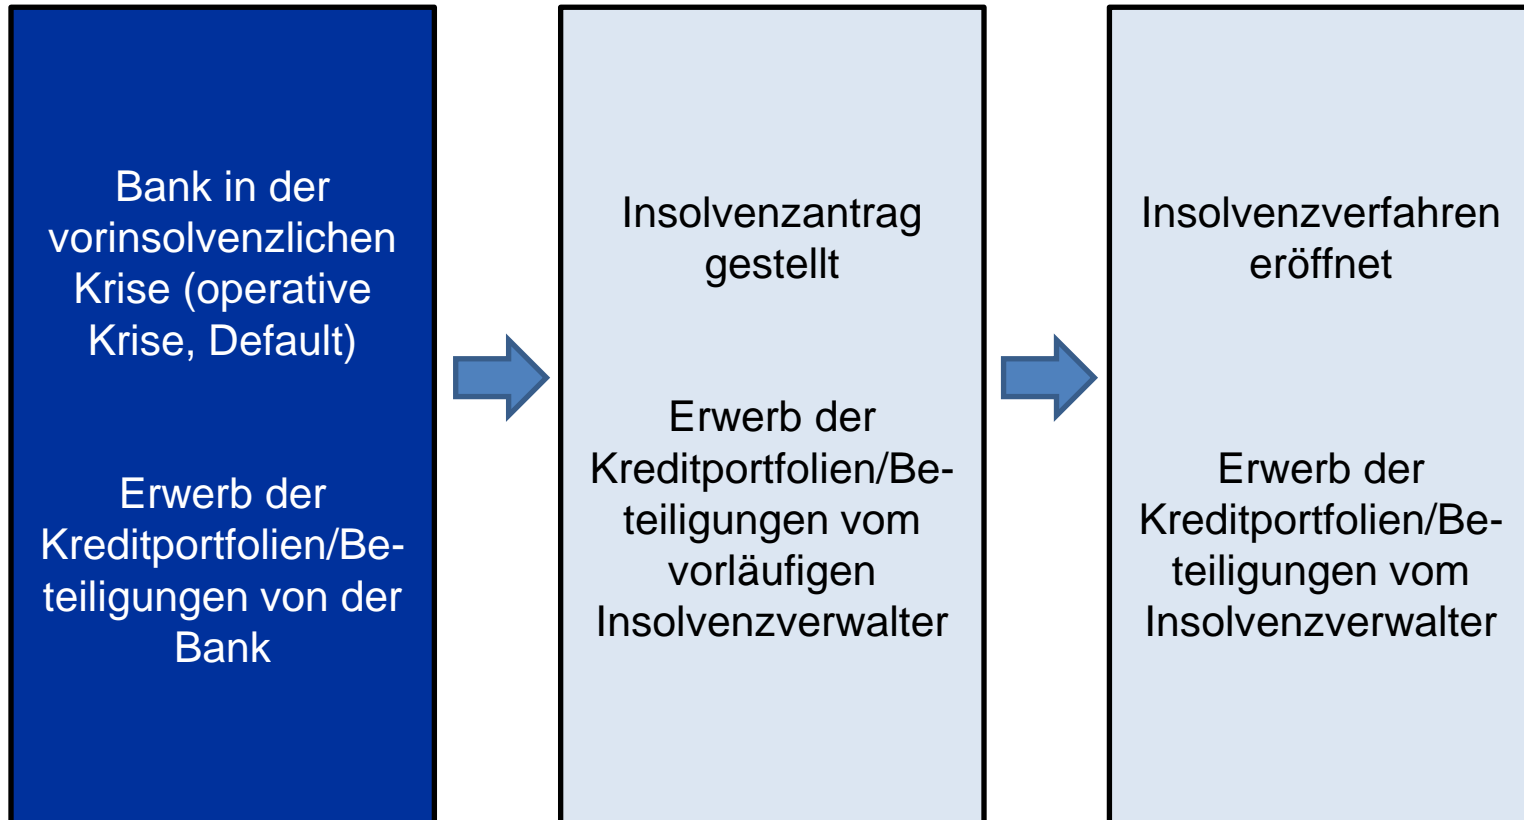 Bank in der
vorinsolvenzlichen
Krise (operative
Krise, Default)
Erwerb der
Kreditportfolien/Be-
teiligungen von der
Bank
Insolvenzantrag
gestellt
Erwerb der
Kreditportfolien/Be-
teiligungen vom
vorläufigen
Insolvenzverwalter
Insolvenzverfahren
eröffnet
Erwerb der
Kreditportfolien/Be-
teiligungen vom
Insolvenzverwalter